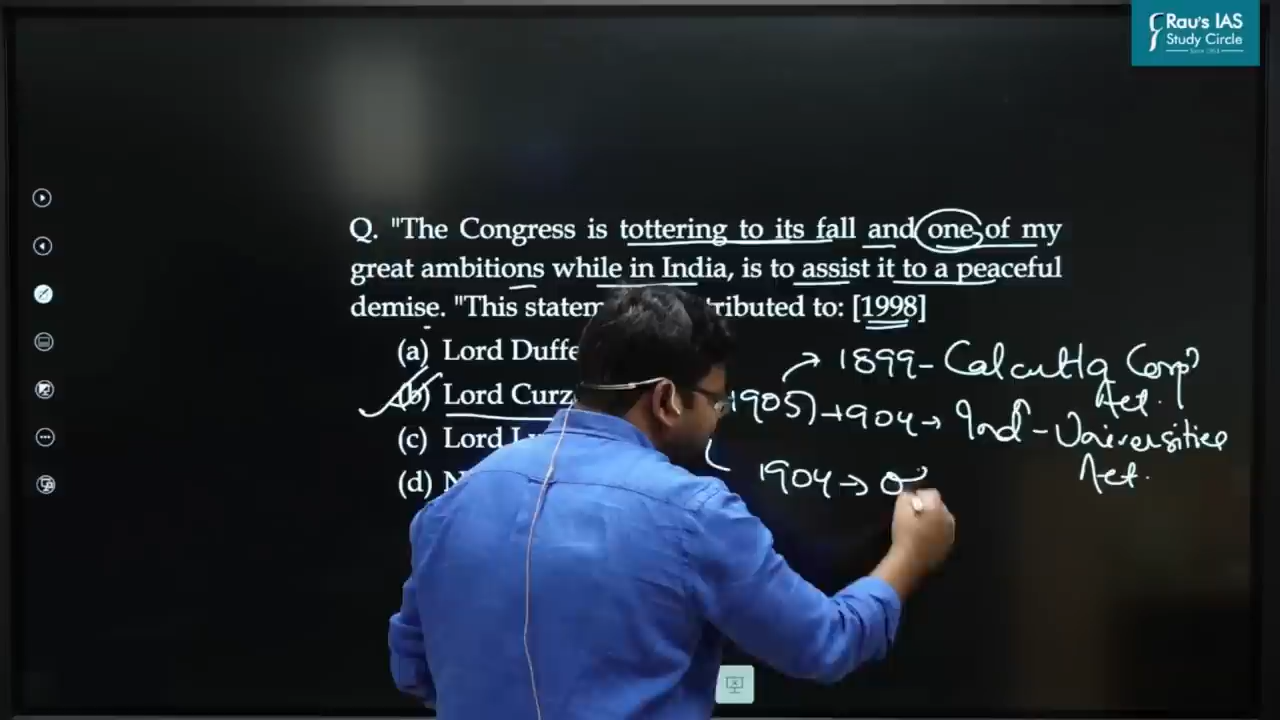 Rau's IAS
Study Circle
Q. "The Congress is tottering to its fall and one of my
great ambitions while in India, is to assist it to a peaceful
demise. "This statem tributed to: [1998]
(a) Lord Duffe
(b) Lord Curz
(c) Lord
(d) N
1899 - Calcutta Corpn
Act.
1905) 1904 → Indn - Universities
Act.
1904 →